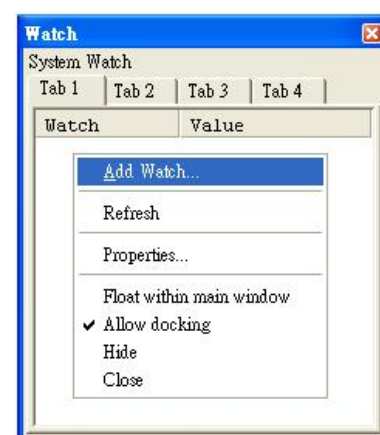 Watch
System Watch
Tab 1 Tab 2 Tab 3 Tab 4
Watch Value
Add Watch...
Refresh
Properties...
Float within main window
Allow docking
Hide
Close